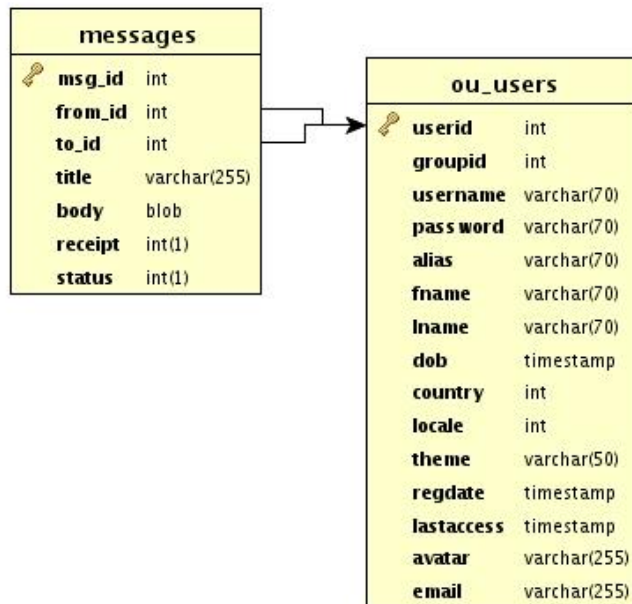 messages
msg_id int
from_id int
to_id int
title varchar(255)
body blob
receipt int(1)
status int(1)
ou_users
userid int
groupid int
username varchar(70)
password varchar(70)
alias varchar(70)
fname varchar(70)
lname varchar(70)
dob timestamp
country int
locale int
theme varchar(50)
regdate timestamp
lastaccess timestamp
avatar varchar(255)
email varchar(255)